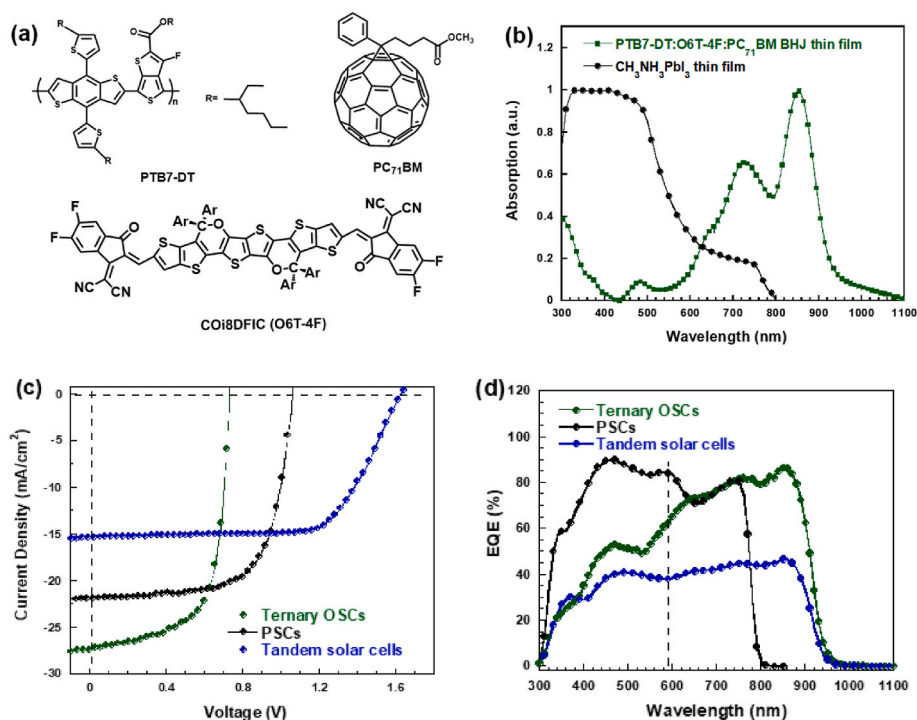 (a)
R
OR
O
F
S
S
S
S
S
S
n
R
R=
PTB7-DT
O
OCH₃
PC₇₁BM
F
F
O
NC
CN
S
S
Ar
Ar
C
O
S
S
S
S
O
C
Ar
Ar
NC
CN
O
F
F
COi8DFIC (O6T-4F)
(b)
PTB7-DT:O6T-4F:PC₇₁BM BHJ thin film
CH₃NH₃PbI₃ thin film
Absorption (a.u.)
1.2
1
0.8
0.6
0.4
0.2
0
300 400 500 600 700 800 900 1000 1100
Wavelength (nm)
(c)
Current Density (mA/cm²)
0
-5
-10
-15
-20
-25
-30
Ternary OSCs
PSCs
Tandem solar cells
0 0.4 0.8 1.2 1.6
Voltage (V)
(d)
EQE (%)
120
100
80
60
40
20
0
Ternary OSCs
PSCs
Tandem solar cells
300 400 500 600 700 800 900 1000 1100
Wavelength (nm)